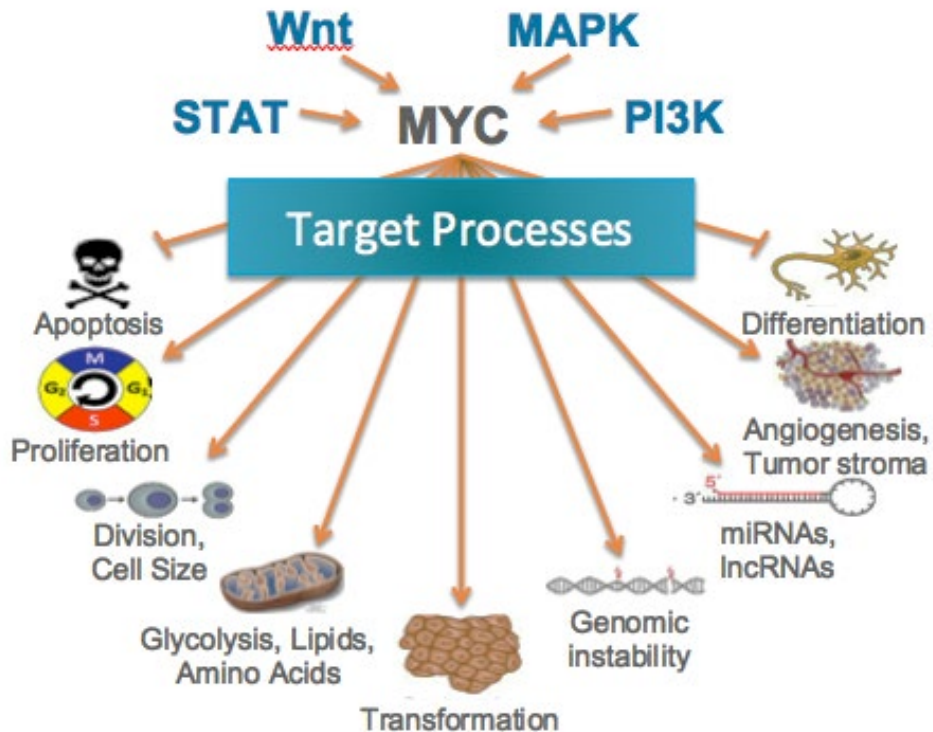 Wnt
MAPK
STAT
MYC
PI3K
Target Processes
Apoptosis
Differentiation
M
G₂
G₁
S
Proliferation
Angiogenesis,
Tumor stroma
5´
3´
Division,
Cell Size
miRNAs,
lncRNAs
Glycolysis, Lipids,
Amino Acids
Genomic
instability
Transformation